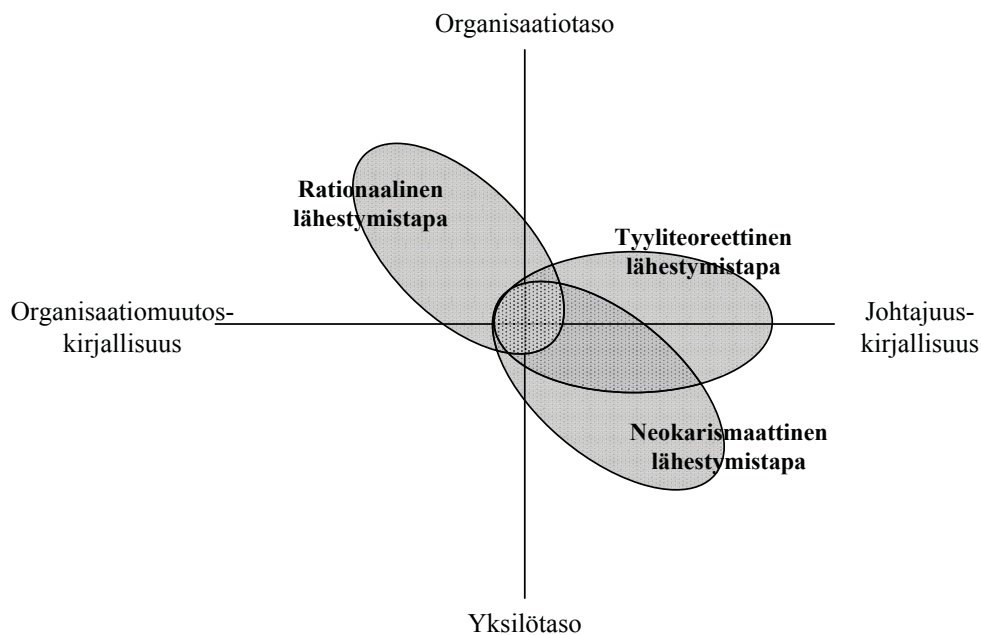 Organisaatiotaso
Rationaalinen
lähestymistapa
Tyyliteoreettinen
lähestymistapa
Organisaatiomuutos-
kirjallisuus
Johtajuus-
kirjallisuus
Neokarismaattinen
lähestymistapa
Yksilötaso